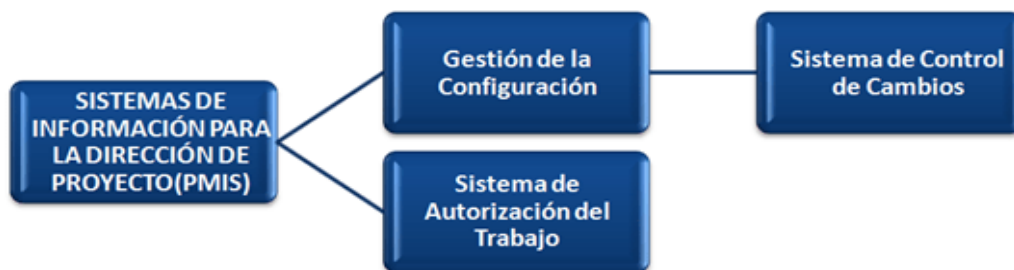 SISTEMAS DE
INFORMACIÓN PARA
LA DIRECCIÓN DE
PROYECTO(PMIS)
Gestión de la
Configuración
Sistema de Control
de Cambios
Sistema de
Autorización del
Trabajo